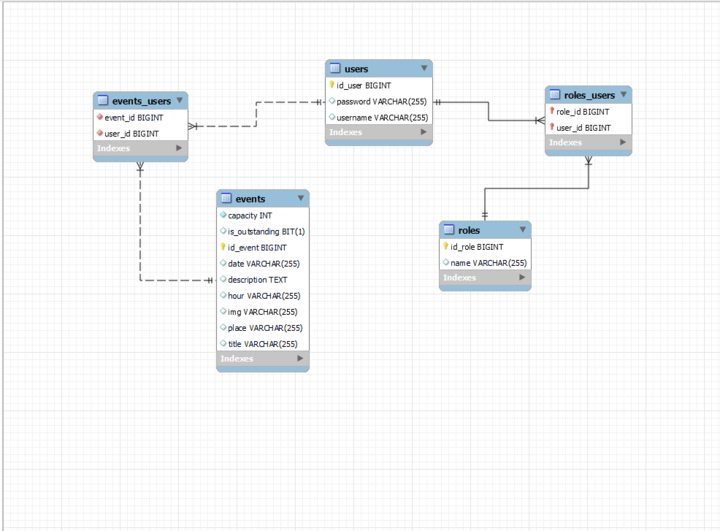 users
id_user BIGINT
password VARCHAR(255)
username VARCHAR(255)
Indexes
events_users
event_id BIGINT
user_id BIGINT
Indexes
roles_users
role_id BIGINT
user_id BIGINT
Indexes
events
capacity INT
is_outstanding BIT(1)
id_event BIGINT
date VARCHAR(255)
description TEXT
hour VARCHAR(255)
img VARCHAR(255)
place VARCHAR(255)
title VARCHAR(255)
Indexes
roles
id_role BIGINT
name VARCHAR(255)
Indexes